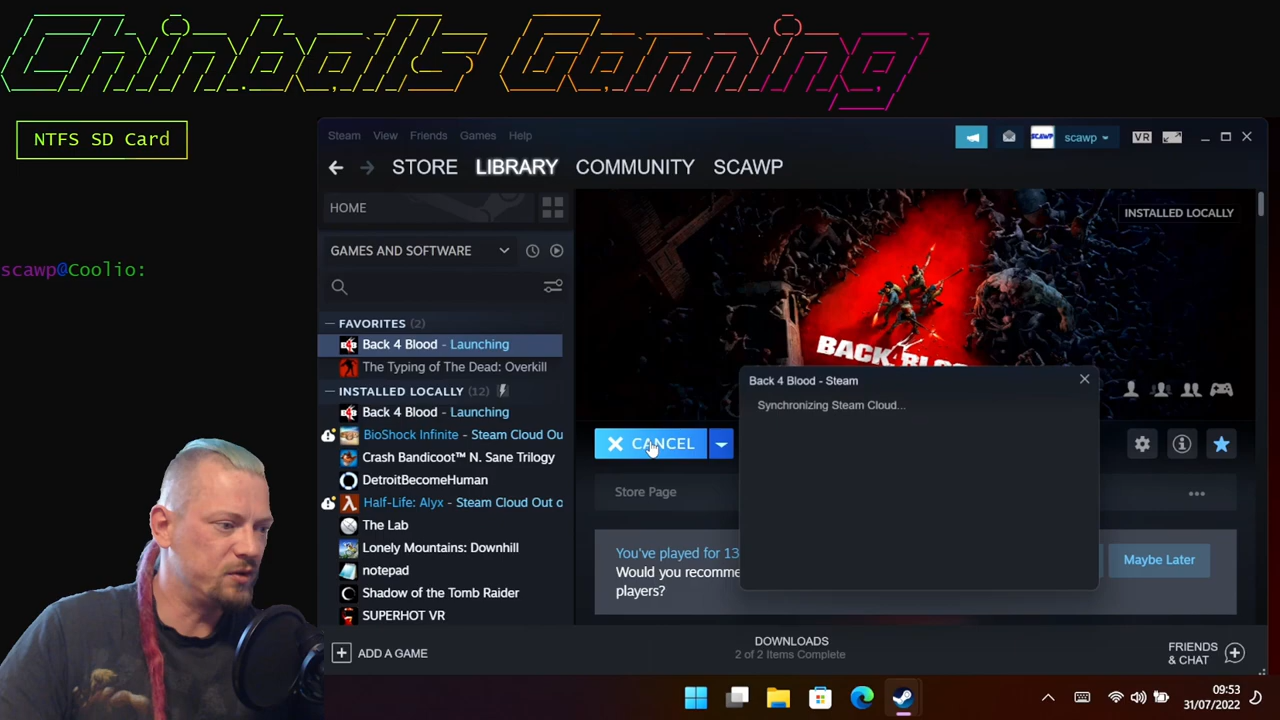 Chinballs Gaming
NTFS SD Card
scawp@Coolio:
Steam View Friends Games Help
SCAWP
scawp
VR
STORE LIBRARY COMMUNITY SCAWP
HOME
INSTALLED LOCALLY
GAMES AND SOFTWARE
FAVORITES (2)
Back 4 Blood - Launching
The Typing of The Dead: Overkill
INSTALLED LOCALLY (12)
Back 4 Blood - Launching
BioShock Infinite - Steam Cloud Ou
Crash Bandicoot™ N. Sane Trilogy
DetroitBecomeHuman
Half-Life: Alyx - Steam Cloud Out o
The Lab
Lonely Mountains: Downhill
notepad
Shadow of the Tomb Raider
SUPERHOT VR
BACK 4 BLOO
Back 4 Blood - Steam
Synchronizing Steam Cloud...
CANCEL
Store Page
You've played for 13
Would you recomme
players?
Maybe Later
ADD A GAME
DOWNLOADS
2 of 2 Items Complete
FRIENDS
& CHAT
09:53
31/07/2022